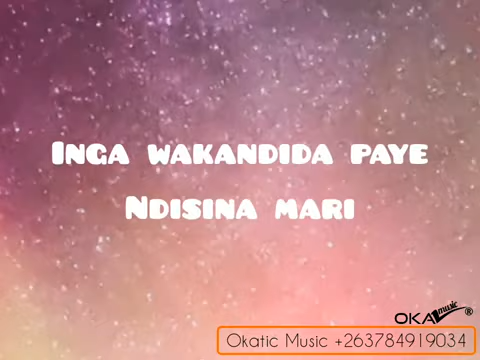 Inga wakandida paye
Ndisina mari
OKA music ®
Okatic Music +263784919034